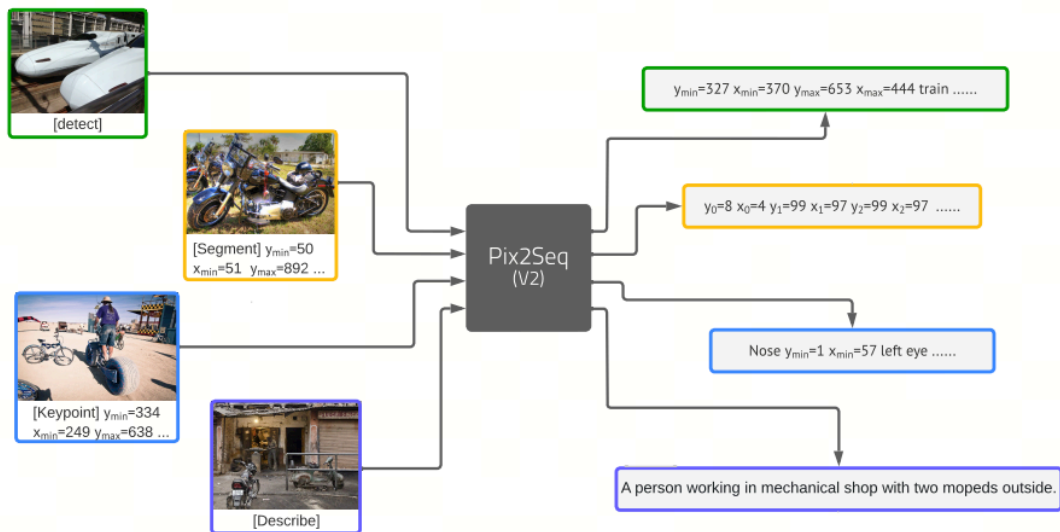 [detect]
[Segment] yₘᵢₙ=50
xₘᵢₙ=51 yₘₐₓ=892 ...
[Keypoint] yₘᵢₙ=334
xₘᵢₙ=249 yₘₐₓ=638 ...
[Describe]
Pix2Seq
(V2)
yₘᵢₙ=327 xₘᵢₙ=370 yₘₐₓ=653 xₘₐₓ=444 train ......
y₀=8 x₀=4 y₁=99 x₁=97 y₂=99 x₂=97 ......
Nose yₘᵢₙ=1 xₘᵢₙ=57 left eye ......
A person working in mechanical shop with two mopeds outside.